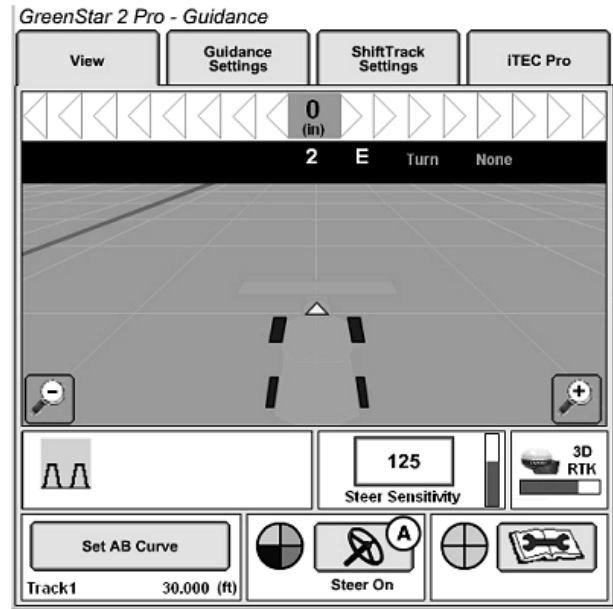 GreenStar 2 Pro - Guidance
View
Guidance
Settings
ShiftTrack
Settings
iTEC Pro
0
(in)
2 E Turn None
125
Steer Sensitivity
3D
RTK
Set AB Curve
Track1 30.000 (ft)
A
Steer On